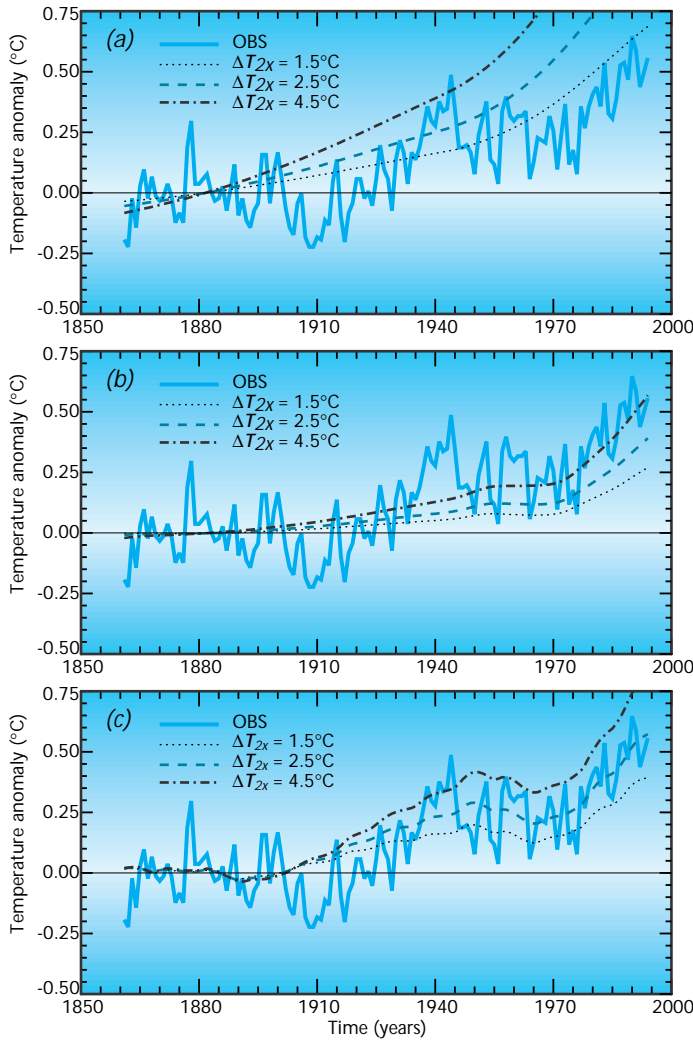 0.75
(a)
OBS
ΔT2x = 1.5°C
ΔT2x = 2.5°C
ΔT2x = 4.5°C
0.50
0.25
0.00
-0.25
-0.50
Temperature anomaly (°C)
1850 1880 1910 1940 1970 2000
0.75
(b)
OBS
ΔT2x = 1.5°C
ΔT2x = 2.5°C
ΔT2x = 4.5°C
0.50
0.25
0.00
-0.25
-0.50
Temperature anomaly (°C)
1850 1880 1910 1940 1970 2000
0.75
(c)
OBS
ΔT2x = 1.5°C
ΔT2x = 2.5°C
ΔT2x = 4.5°C
0.50
0.25
0.00
-0.25
-0.50
Temperature anomaly (°C)
1850 1880 1910 1940 1970 2000
Time (years)